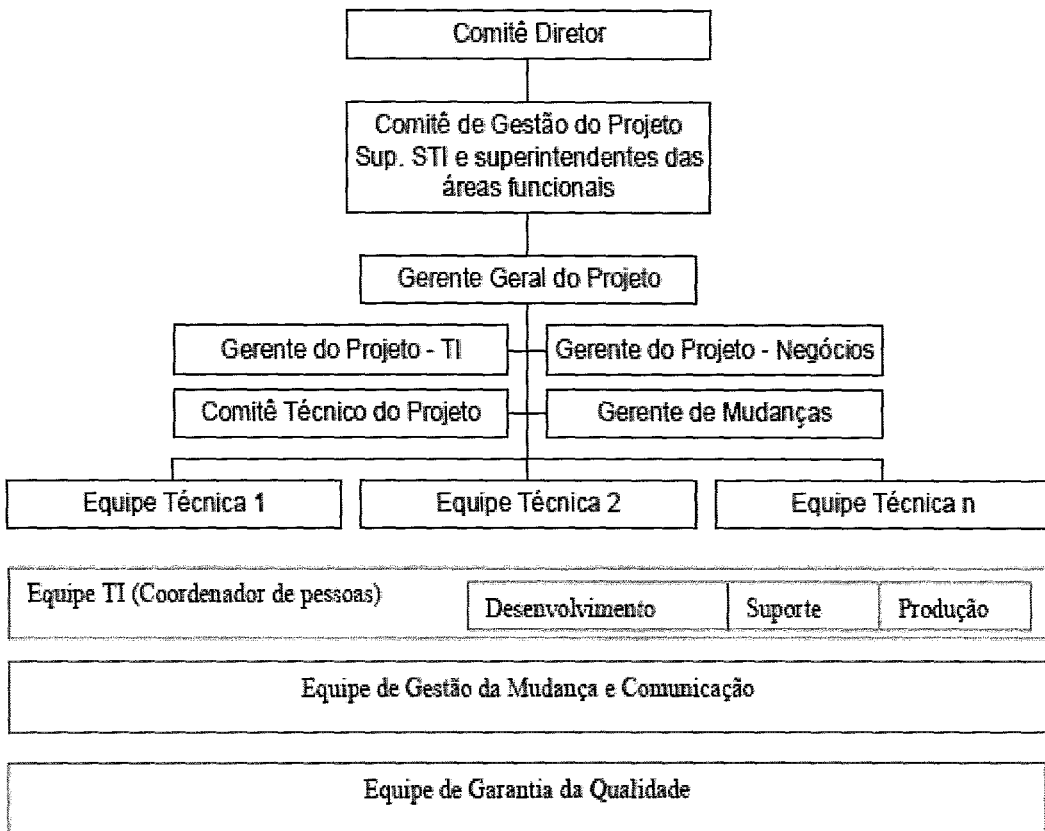 Comitê Diretor
Comitê de Gestão do Projeto
Sup. STI e superintendentes das
áreas funcionais
Gerente Geral do Projeto
Gerente do Projeto - TI
Gerente do Projeto - Negócios
Comitê Técnico do Projeto
Gerente de Mudanças
Equipe Técnica 1
Equipe Técnica 2
Equipe Técnica n
Equipe TI (Coordenador de pessoas)
Desenvolvimento
Suporte
Produção
Equipe de Gestão da Mudança e Comunicação
Equipe de Garantia da Qualidade